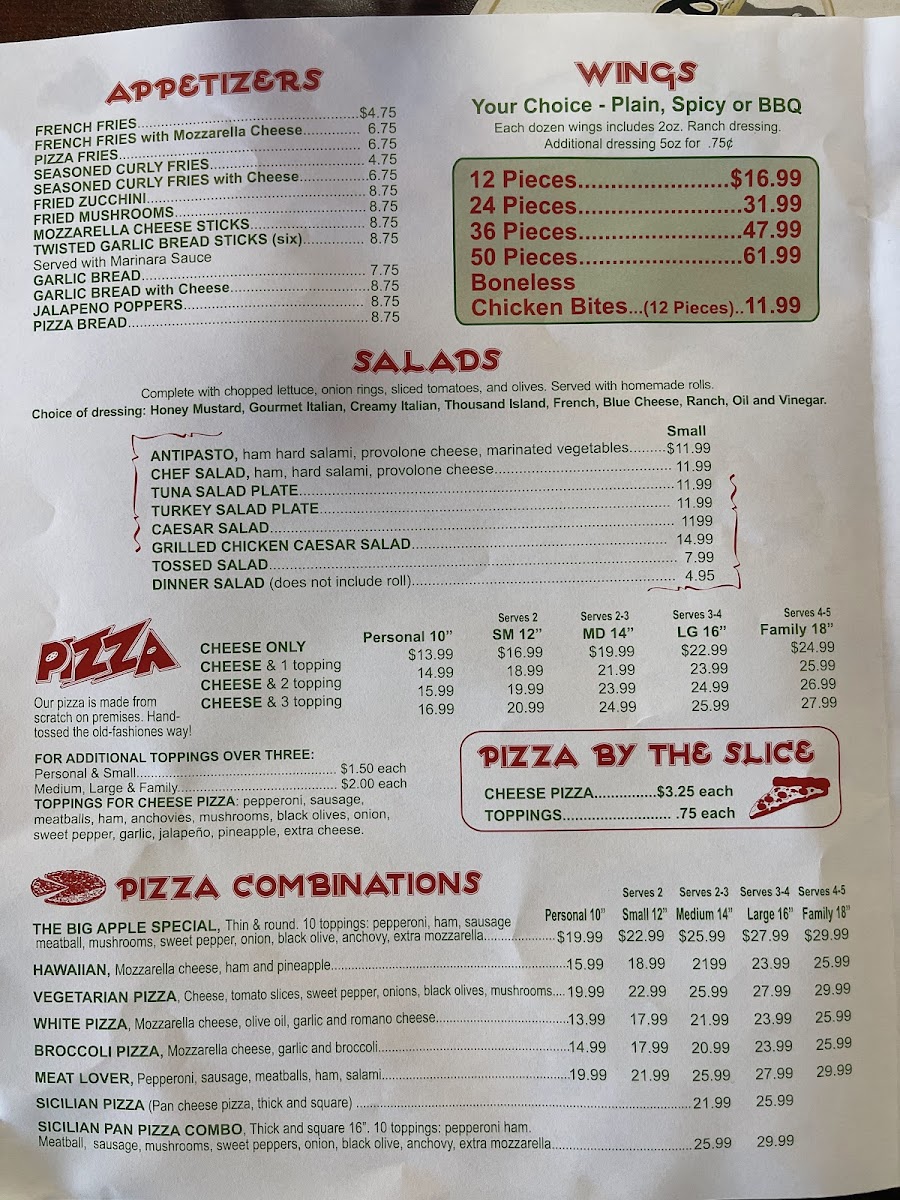 APPETIZERS
FRENCH FRIES........$4.75
FRENCH FRIES with Mozzarella Cheese........ 6.75
PIZZA FRIES........ 6.75
SEASONED CURLY FRIES........ 4.75
SEASONED CURLY FRIES with Cheese........6.75
FRIED ZUCCHINI........ 8.75
FRIED MUSHROOMS........ 8.75
MOZZARELLA CHEESE STICKS........ 8.75
TWISTED GARLIC BREAD STICKS (six)........ 8.75
Served with Marinara Sauce
GARLIC BREAD........ 7.75
GARLIC BREAD with Cheese........8.75
JALAPENO POPPERS........ 8.75
PIZZA BREAD........ 8.75
WINGS
Your Choice - Plain, Spicy or BBQ
Each dozen wings includes 2oz. Ranch dressing.
Additional dressing 5oz for .75¢
12 Pieces........$16.99
24 Pieces........31.99
36 Pieces........47.99
50 Pieces........61.99
Boneless
Chicken Bites...(12 Pieces)..11.99
SALADS
Complete with chopped lettuce, onion rings, sliced tomatoes, and olives. Served with homemade rolls.
Choice of dressing: Honey Mustard, Gourmet Italian, Creamy Italian, Thousand Island, French, Blue Cheese, Ranch, Oil and Vinegar.
Small
ANTIPASTO, ham hard salami, provolone cheese, marinated vegetables........$11.99
CHEF SALAD, ham, hard salami, provolone cheese........ 11.99
TUNA SALAD PLATE........ 11.99
TURKEY SALAD PLATE........ 11.99
CAESAR SALAD........ 1199
GRILLED CHICKEN CAESAR SALAD........ 14.99
TOSSED SALAD........ 7.99
DINNER SALAD (does not include roll)........ 4.95
PIZZA
Our pizza is made from
scratch on premises. Hand-
tossed the old-fashiones way!
Serves 2 Serves 2-3 Serves 3-4 Serves 4-5
Personal 10" SM 12" MD 14" LG 16" Family 18"
CHEESE ONLY $13.99 $16.99 $19.99 $22.99 $24.99
CHEESE & 1 topping 14.99 18.99 21.99 23.99 25.99
CHEESE & 2 topping 15.99 19.99 23.99 24.99 26.99
CHEESE & 3 topping 16.99 20.99 24.99 25.99 27.99
FOR ADDITIONAL TOPPINGS OVER THREE:
Personal & Small........ $1.50 each
Medium, Large & Family........ $2.00 each
TOPPINGS FOR CHEESE PIZZA: pepperoni, sausage,
meatballs, ham, anchovies, mushrooms, black olives, onion,
sweet pepper, garlic, jalapeño, pineapple, extra cheese.
PIZZA BY THE SLICE
CHEESE PIZZA........$3.25 each
TOPPINGS........ .75 each
PIZZA COMBINATIONS
Serves 2 Serves 2-3 Serves 3-4 Serves 4-5
Personal 10" Small 12" Medium 14" Large 16" Family 18"
THE BIG APPLE SPECIAL, Thin & round. 10 toppings: pepperoni, ham, sausage
meatball, mushrooms, sweet pepper, onion, black olive, anchovy, extra mozzarella........ $19.99 $22.99 $25.99 $27.99 $29.99
HAWAIIAN, Mozzarella cheese, ham and pineapple........15.99 18.99 2199 23.99 25.99
VEGETARIAN PIZZA, Cheese, tomato slices, sweet pepper, onions, black olives, mushrooms.... 19.99 22.99 25.99 27.99 29.99
WHITE PIZZA, Mozzarella cheese, olive oil, garlic and romano cheese........13.99 17.99 21.99 23.99 25.99
BROCCOLI PIZZA, Mozzarella cheese, garlic and broccoli........14.99 17.99 20.99 23.99 25.99
MEAT LOVER, Pepperoni, sausage, meatballs, ham, salami........19.99 21.99 25.99 27.99 29.99
SICILIAN PIZZA (Pan cheese pizza, thick and square) ........21.99 25.99
SICILIAN PAN PIZZA COMBO, Thick and square 16". 10 toppings: pepperoni ham.
Meatball, sausage, mushrooms, sweet peppers, onion, black olive, anchovy, extra mozzarella........25.99 29.99